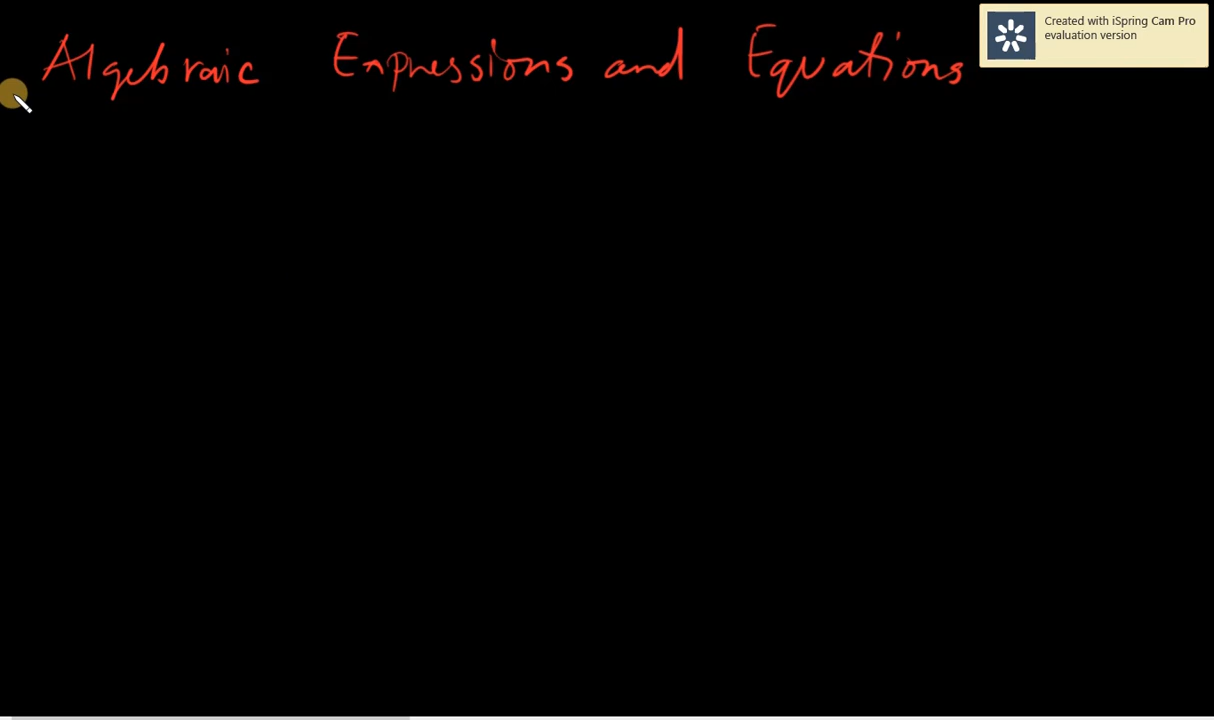 Algebraic Expressions and Equations
Created with iSpring Cam Pro
evaluation version